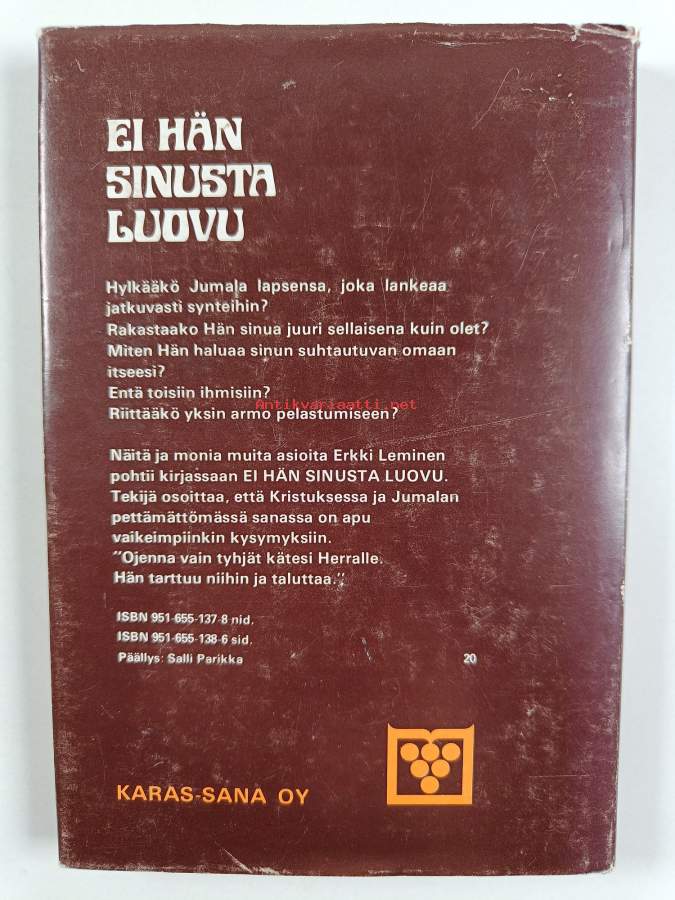 EI HÄN
SINUSTA
LUOVU
Hylkääkö Jumala lapsensa, joka lankeaa
jatkuvasti synteihin?
Rakastaako Hän sinua juuri sellaisena kuin olet?
Miten Hän haluaa sinun suhtautuvan omaan
itseesi?
Entä toisiin ihmisiin?
Antikvariaatti.net
Riittääkö yksin armo pelastumiseen?
Näitä ja monia muita asioita Erkki Leminen
pohtii kirjassaan EI HÄN SINUSTA LUOVU.
Tekijä osoittaa, että Kristuksessa ja Jumalan
pettämättömässä sanassa on apu
vaikeimpiinkin kysymyksiin.
"Ojenna vain tyhjät kätesi Herralle.
Hän tarttuu niihin ja taluttaa."
ISBN 951-655-137-8 nid.
ISBN 951-655-138-6 sid.
Päällys: Salli Parikka 20
KARAS-SANA OY